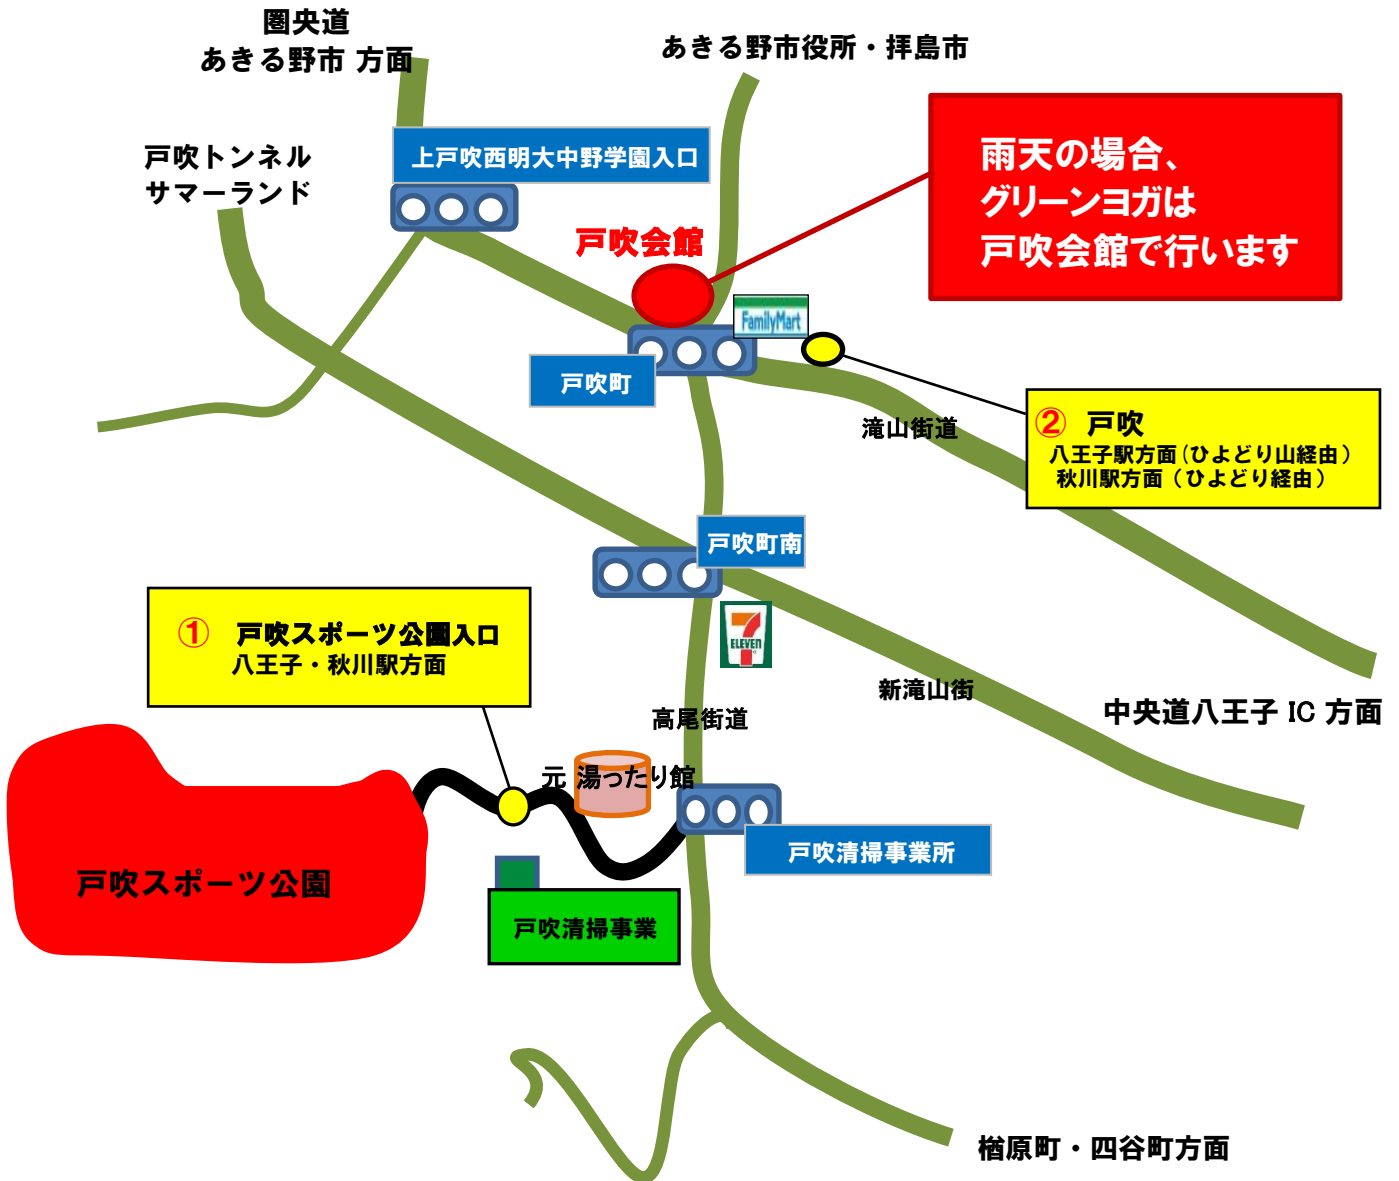 圏央道
あきる野市 方面
あきる野市役所・拝島市
戸吹トンネル
サマーランド
上戸吹西明大中野学園入口
戸吹会館
雨天の場合、
グリーンヨガは
戸吹会館で行います
FamilyMart
戸吹町
滝山街道
② 戸吹
八王子駅方面(ひよどり山経由)
秋川駅方面(ひよどり経由)
戸吹町南
7
ELEVEn
① 戸吹スポーツ公園入口
八王子・秋川駅方面
新滝山街
高尾街道
中央道八王子 IC 方面
元 湯ったり館
戸吹清掃事業所
戸吹スポーツ公園
戸吹清掃事業
楢原町・四谷町方面